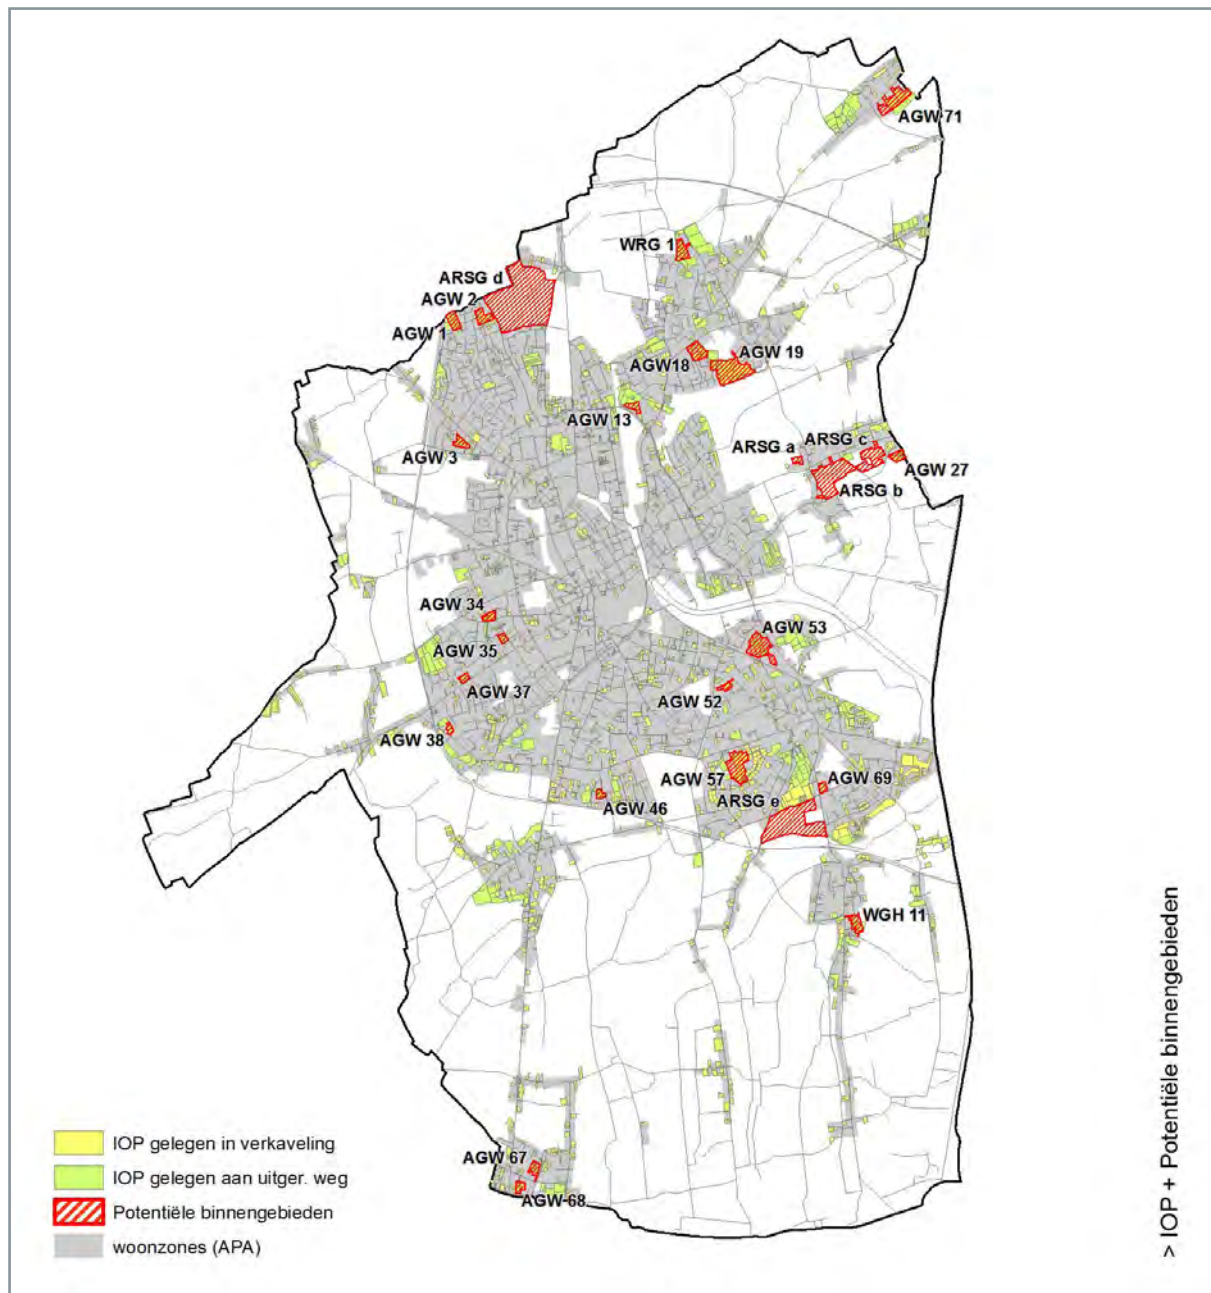 AGW 71
WRG 1
ARSG d
AGW 2
AGW 1
AGW18
AGW 19
AGW 13
AGW 3
ARSG a
ARSG c
AGW 27
ARSG b
AGW 34
AGW 35
AGW 53
AGW 37
AGW 52
AGW 38
AGW 57
AGW 69
ARSG e
AGW 46
WGH 11
AGW 67
AGW 68
IOP gelegen in verkaveling
IOP gelegen aan uitger. weg
Potentiële binnengebieden
woonzones (APA)
> IOP + Potentiële binnengebieden